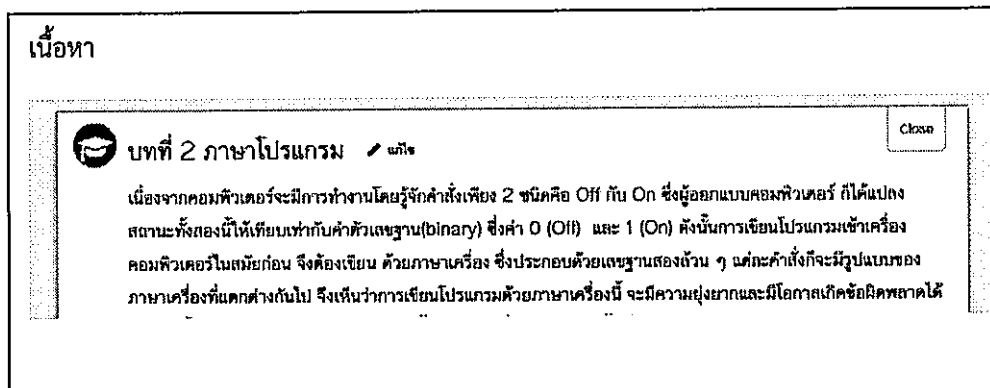 เนื้อหา
Close
บทที่ 2 ภาษาโปรแกรม แก้ไข
เนื่องจากคอมพิวเตอร์จะมีการทำงานโดยรู้จักคำสั่งเพียง 2 ชนิดคือ Off กับ On ซึ่งผู้ออกแบบคอมพิวเตอร์ ก็ได้แปลง
สถานะทั้งสองนี้ให้เทียบเท่ากับค่าตัวเลขฐาน(binary) ซึ่งค่า 0 (Off) และ 1 (On) ดังนั้นการเขียนโปรแกรมเข้าเครื่อง
คอมพิวเตอร์ในสมัยก่อน จึงต้องเขียน ด้วยภาษาเครื่อง ซึ่งประกอบด้วยเลขฐานสองล้วน ๆ แต่ละคำสั่งก็จะมีรูปแบบของ
ภาษาเครื่องที่แตกต่างกันไป จึงเห็นว่าการเขียนโปรแกรมด้วยภาษาเครื่องนี้ จะมีความยุ่งยากและมีโอกาสเกิดข้อผิดพลาดได้